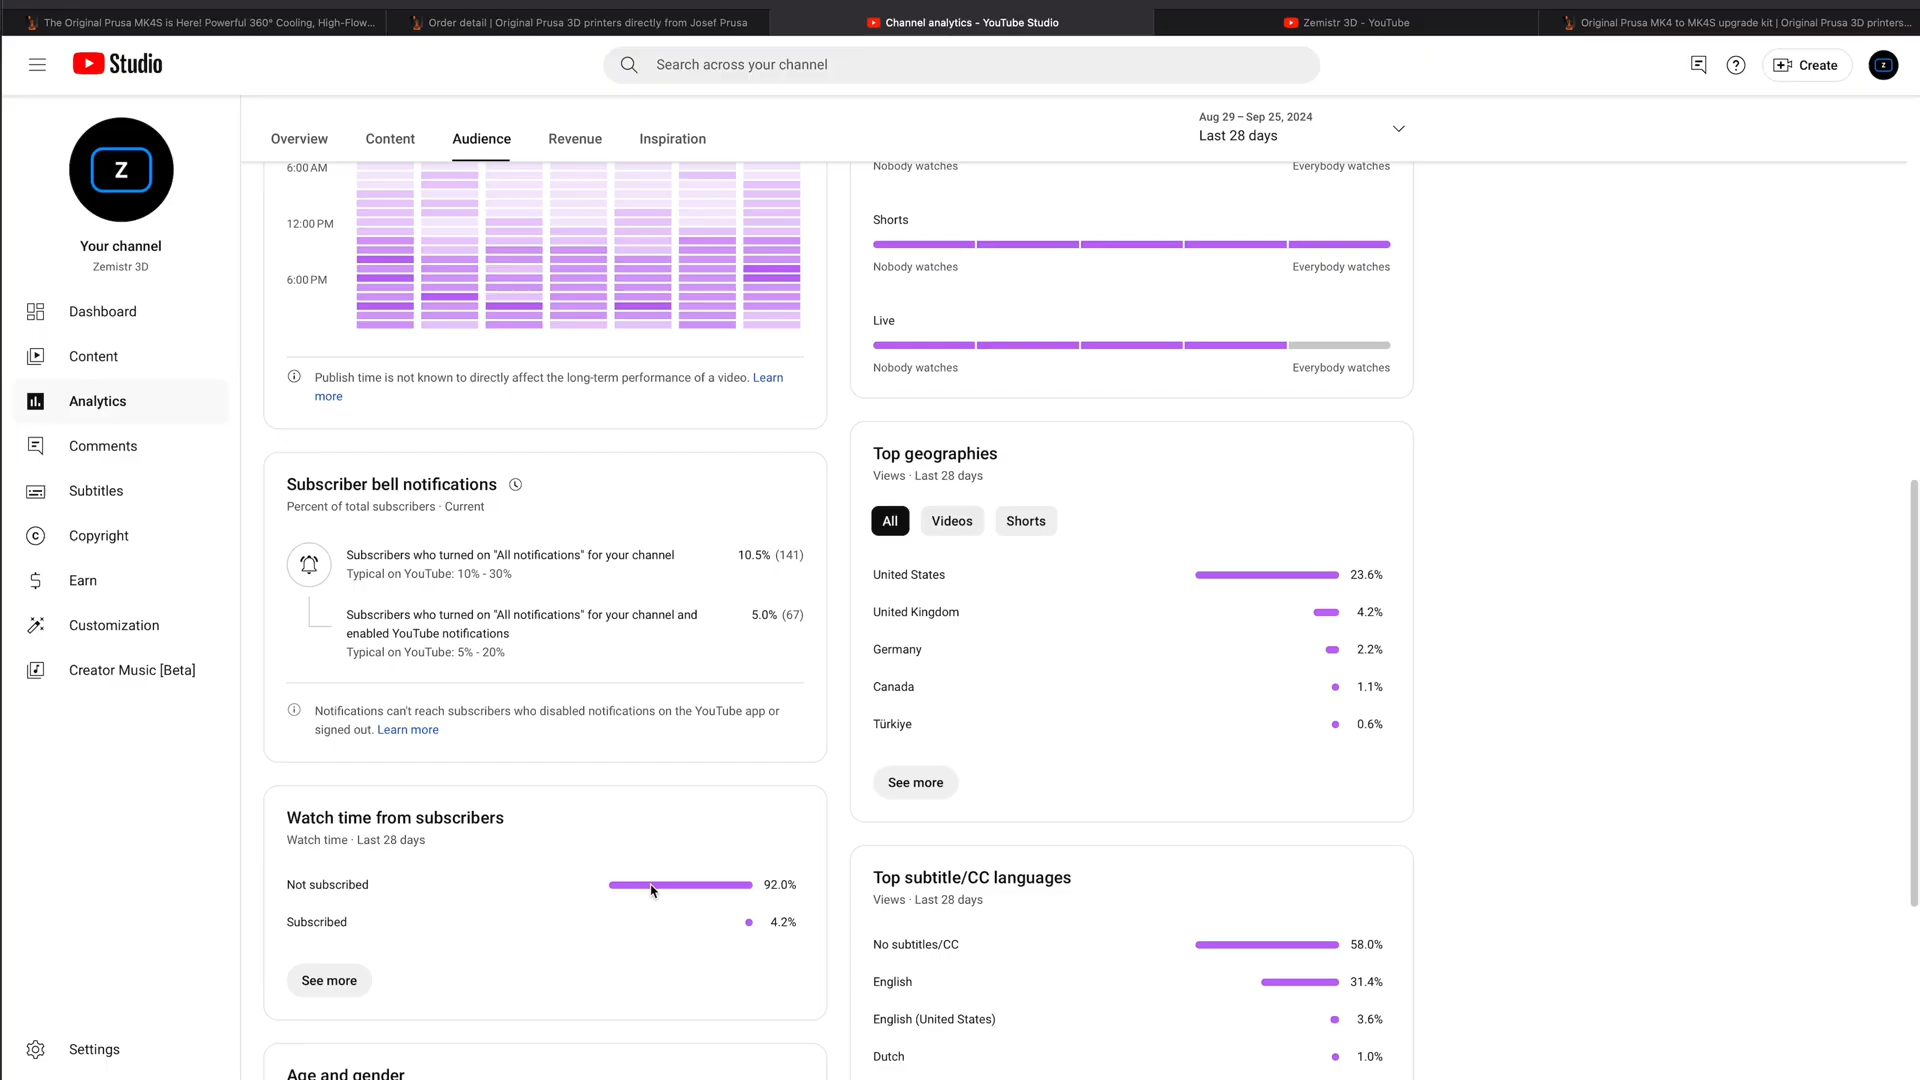 The Original Prusa MK4S is Here! Powerful 360° Cooling, High-Flow...
Order detail | Original Prusa 3D printers directly from Josef Prusa
Channel analytics - YouTube Studio
Zemistr 3D - YouTube
Original Prusa MK4 to MK4S upgrade kit | Original Prusa 3D printers...
Studio
Search across your channel
Create
Z
Your channel
Zemistr 3D
Dashboard
Content
Analytics
Comments
Subtitles
Copyright
Earn
Customization
Creator Music [Beta]
Settings
Overview
Content
Audience
Revenue
Inspiration
Aug 29 – Sep 25, 2024
Last 28 days
6:00 AM
12:00 PM
6:00 PM
Publish time is not known to directly affect the long-term performance of a video. Learn
more
Subscriber bell notifications
Percent of total subscribers · Current
Subscribers who turned on "All notifications" for your channel 10.5% (141)
Typical on YouTube: 10% - 30%
Subscribers who turned on "All notifications" for your channel and 5.0% (67)
enabled YouTube notifications
Typical on YouTube: 5% - 20%
Notifications can't reach subscribers who disabled notifications on the YouTube app or
signed out. Learn more
Watch time from subscribers
Watch time · Last 28 days
Not subscribed 92.0%
Subscribed 4.2%
See more
Age and gender
Nobody watches Everybody watches
Shorts
Nobody watches Everybody watches
Live
Nobody watches Everybody watches
Top geographies
Views · Last 28 days
All Videos Shorts
United States 23.6%
United Kingdom 4.2%
Germany 2.2%
Canada 1.1%
Türkiye 0.6%
See more
Top subtitle/CC languages
Views · Last 28 days
No subtitles/CC 58.0%
English 31.4%
English (United States) 3.6%
Dutch 1.0%